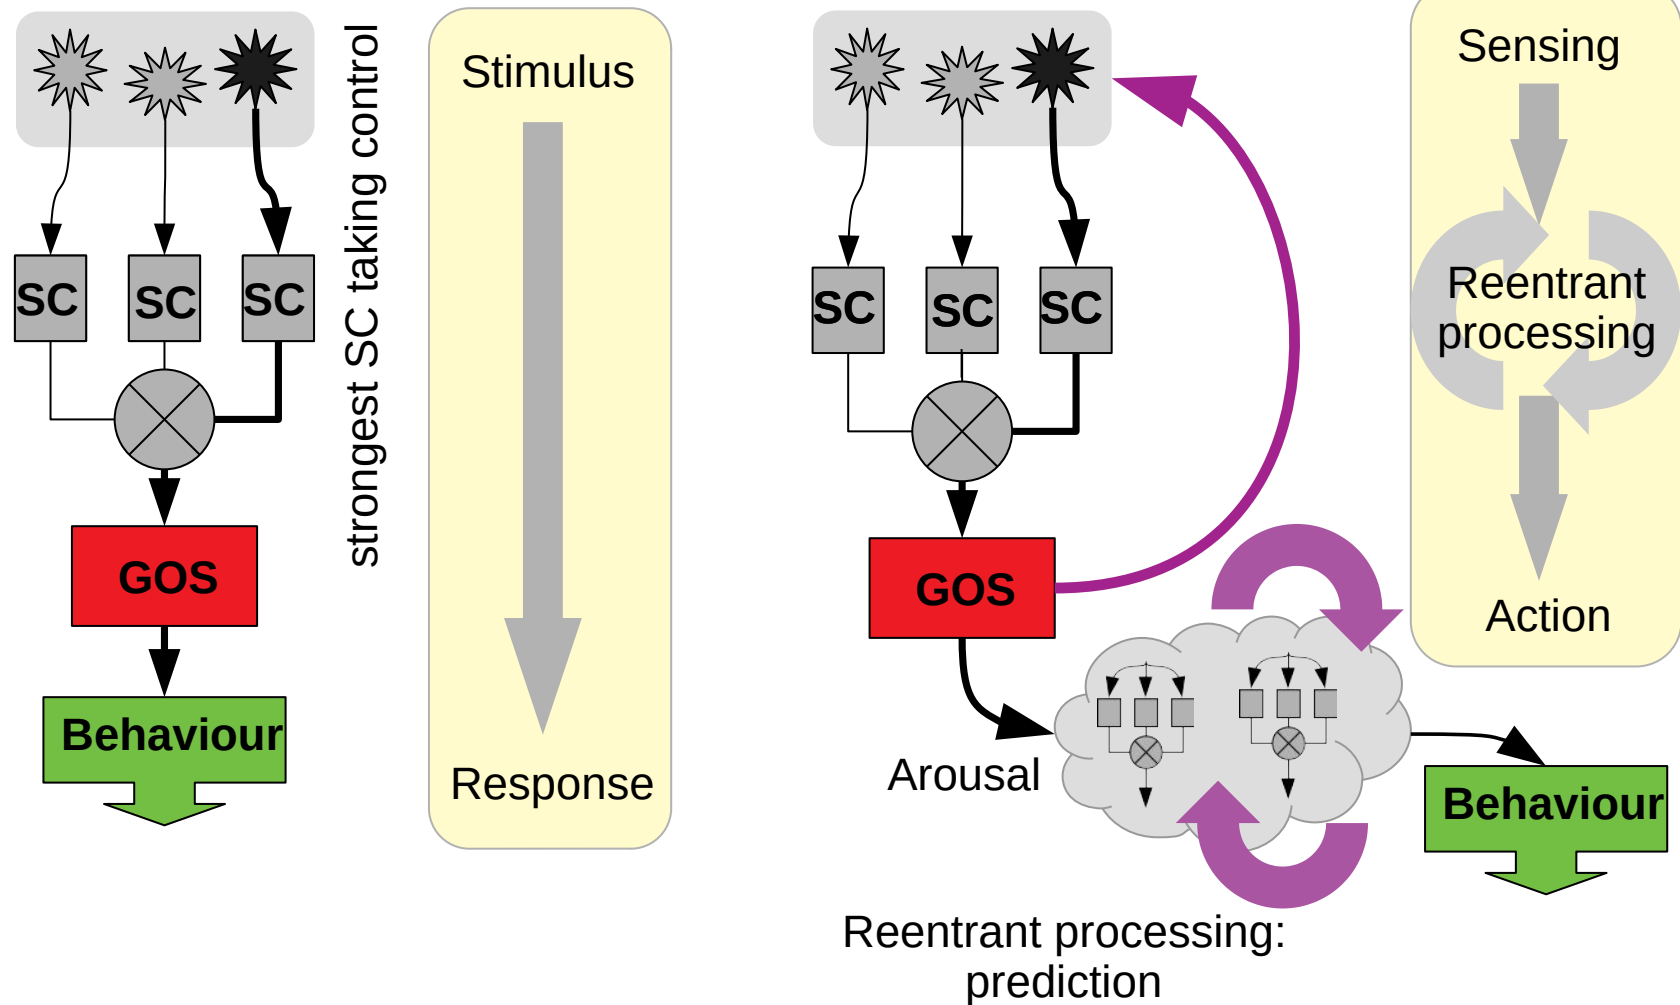 SC
SC
SC
GOS
Behaviour
strongest SC taking control
Stimulus
Response
SC
SC
SC
GOS
Arousal
Reentrant processing:
prediction
Behaviour
Sensing
Reentrant
processing
Action